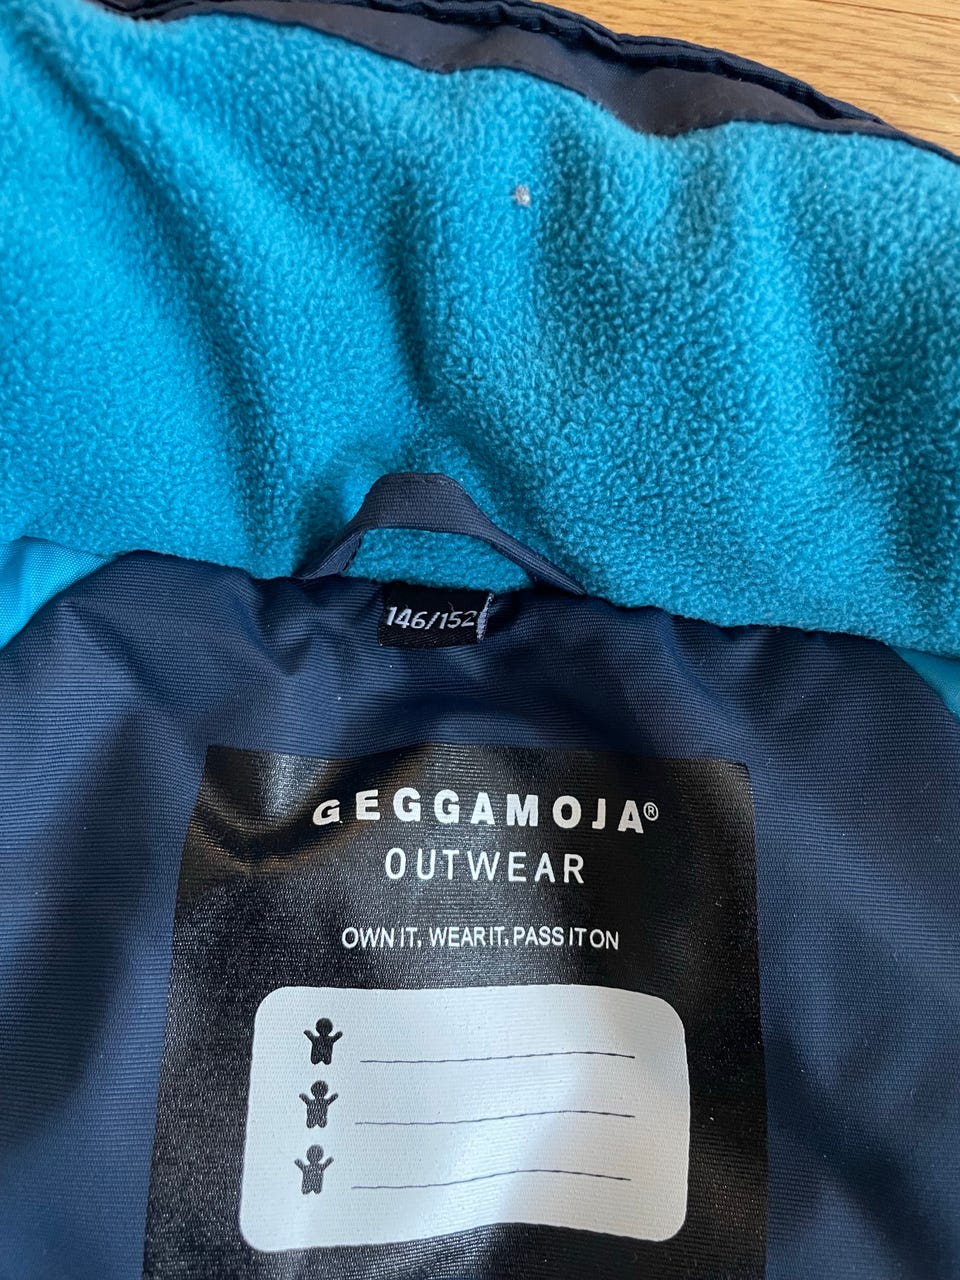 146/152
GEGGAMOJA®
OUTWEAR
OWN IT, WEAR IT, PASS IT ON